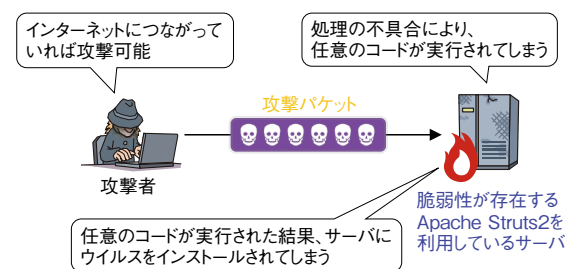 インターネットにつながって
いれば攻撃可能
処理の不具合により、
任意のコードが実行されてしまう
攻撃パケット
攻撃者
脆弱性が存在する
Apache Struts2を
利用しているサーバ
任意のコードが実行された結果、サーバに
ウイルスをインストールされてしまう